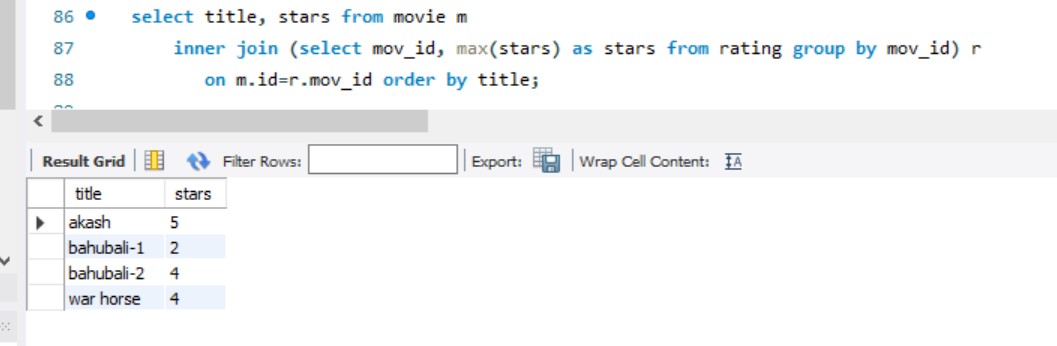 86 select title, stars from movie m
87 inner join (select mov_id, max(stars) as stars from rating group by mov_id) r
88 on m.id=r.mov_id order by title;
Result Grid Filter Rows: Export: Wrap Cell Content: IA
title stars
akash 5
bahubali-1 2
bahubali-2 4
war horse 4